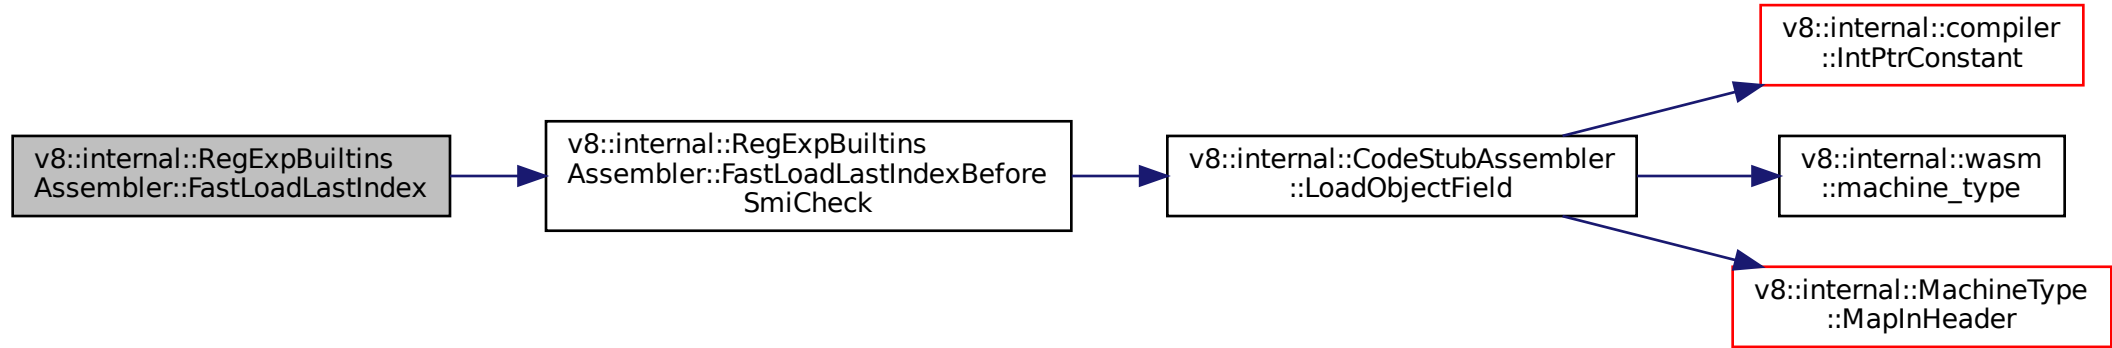 v8::internal::RegExpBuiltins
Assembler::FastLoadLastIndex
v8::internal::RegExpBuiltins
Assembler::FastLoadLastIndexBefore
SmiCheck
v8::internal::CodeStubAssembler
::LoadObjectField
v8::internal::compiler
::IntPtrConstant
v8::internal::wasm
::machine_type
v8::internal::MachineType
::MapInHeader